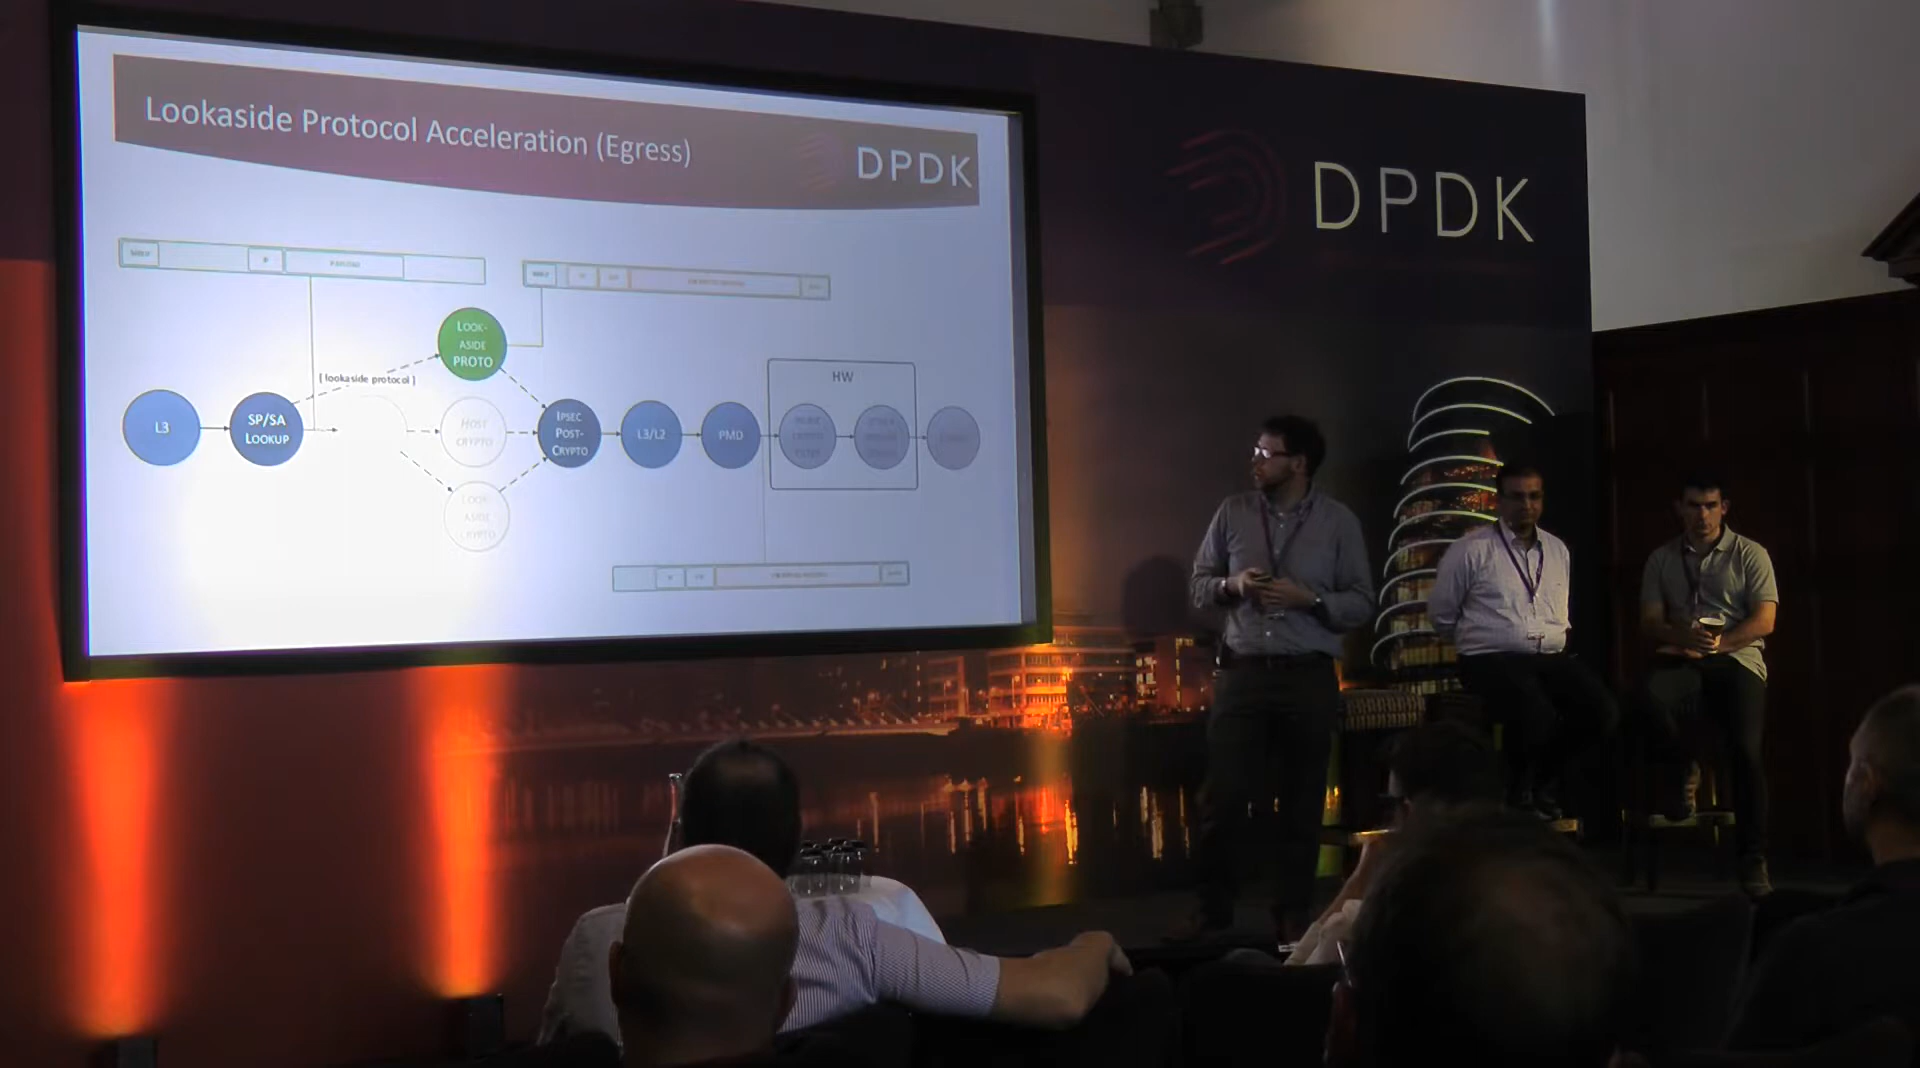 Lookaside Protocol Acceleration (Egress)
DPDK
DPDK
LOOK-
ASIDE
PROTO
[ lookaside protocol ]
HW
L3
SP/SA
LOOKUP
HOST
CRYPTO
IPSEC
POST-
CRYPTO
L3/L2
PMD
LOOK-
ASIDE
CRYPTO